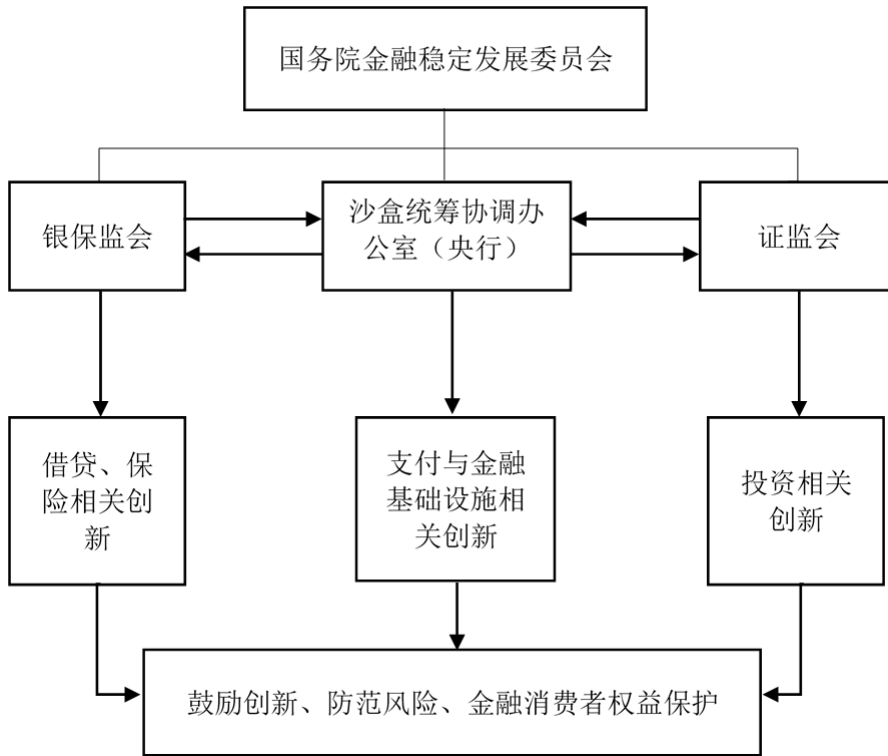 国务院金融稳定发展委员会
银保监会
沙盒统筹协调办
公室（央行）
证监会
借贷、保
险相关创
新
支付与金融
基础设施相
关创新
投资相关
创新
鼓励创新、防范风险、金融消费者权益保护